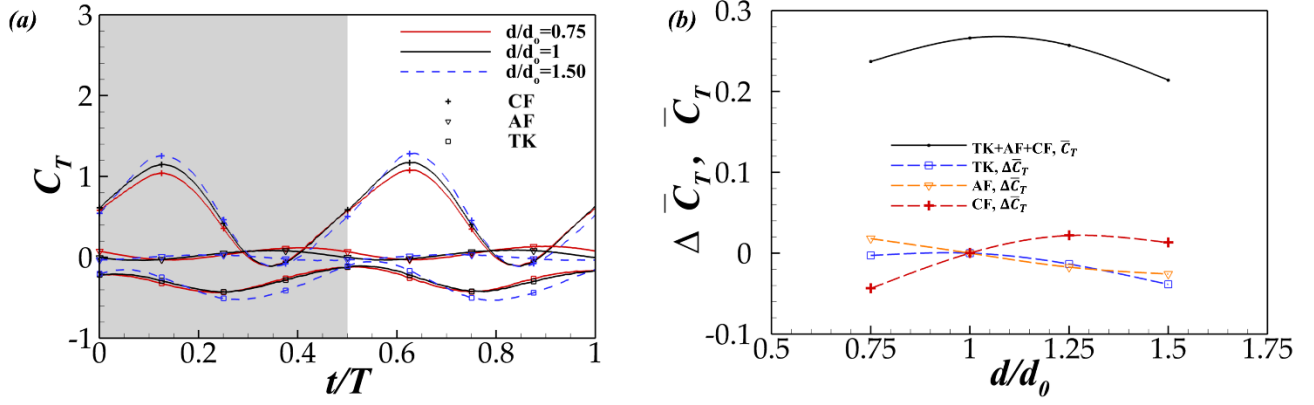 (a)
3
2
1
0
-1
C_T
d/d_o=0.75
d/d_o=1
d/d_o=1.50
CF
AF
TK
0 0.2 0.4 0.6 0.8 1
t/T
(b)
0.3
0.2
0.1
0
-0.1
Δ C̅_T, C̅_T
TK+AF+CF, C̅_T
TK, ΔC̅_T
AF, ΔC̅_T
CF, ΔC̅_T
0.5 0.75 1 1.25 1.5 1.75
d/d_0